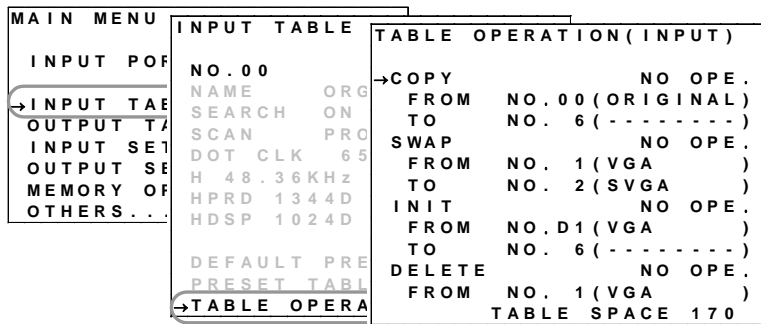 MAIN MENU
INPUT POR
→INPUT TAB
OUTPUT TA
INPUT SET
OUTPUT SE
MEMORY OP
OTHERS...
INPUT TABLE
NO.00
NAME ORG
SEARCH ON
SCAN PRO
DOT CLK 65
H 48.36KHz
HPRD 1344D
HDSP 1024D
DEFAULT PRE
PRESET TABL
→TABLE OPERA
TABLE OPERATION(INPUT)
→COPY NO OPE.
FROM NO.00(ORIGINAL)
TO NO. 6(--------)
SWAP NO OPE.
FROM NO. 1(VGA )
TO NO. 2(SVGA )
INIT NO OPE.
FROM NO.D1(VGA )
TO NO. 6(--------)
DELETE NO OPE.
FROM NO. 1(VGA )
TABLE SPACE 170